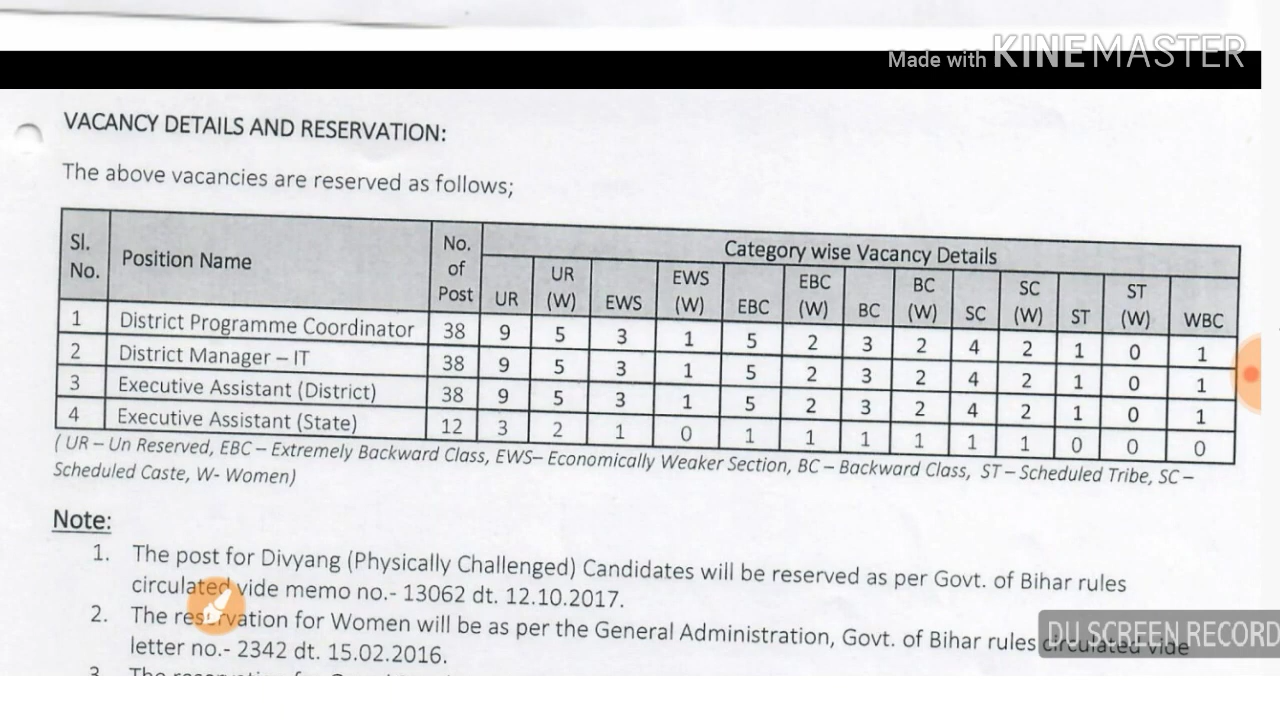 Made with KINEMASTER
VACANCY DETAILS AND RESERVATION:
The above vacancies are reserved as follows;
Sl. No. Position Name No. of Post Category wise Vacancy Details
UR UR (W) EWS EWS (W) EBC EBC (W) BC BC (W) SC SC (W) ST ST (W) WBC
1 District Programme Coordinator 38 9 5 3 1 5 2 3 2 4 2 1 0 1
2 District Manager – IT 38 9 5 3 1 5 2 3 2 4 2 1 0 1
3 Executive Assistant (District) 38 9 5 3 1 5 2 3 2 4 2 1 0 1
4 Executive Assistant (State) 12 3 2 1 0 1 1 1 1 1 1 0 0 0
( UR – Un Reserved, EBC – Extremely Backward Class, EWS– Economically Weaker Section, BC – Backward Class, ST – Scheduled Tribe, SC –
Scheduled Caste, W- Women)
Note:
1. The post for Divyang (Physically Challenged) Candidates will be reserved as per Govt. of Bihar rules
circulated vide memo no.- 13062 dt. 12.10.2017.
2. The reservation for Women will be as per the General Administration, Govt. of Bihar rules circulated vide
letter no.- 2342 dt. 15.02.2016.
DU SCREEN RECORD